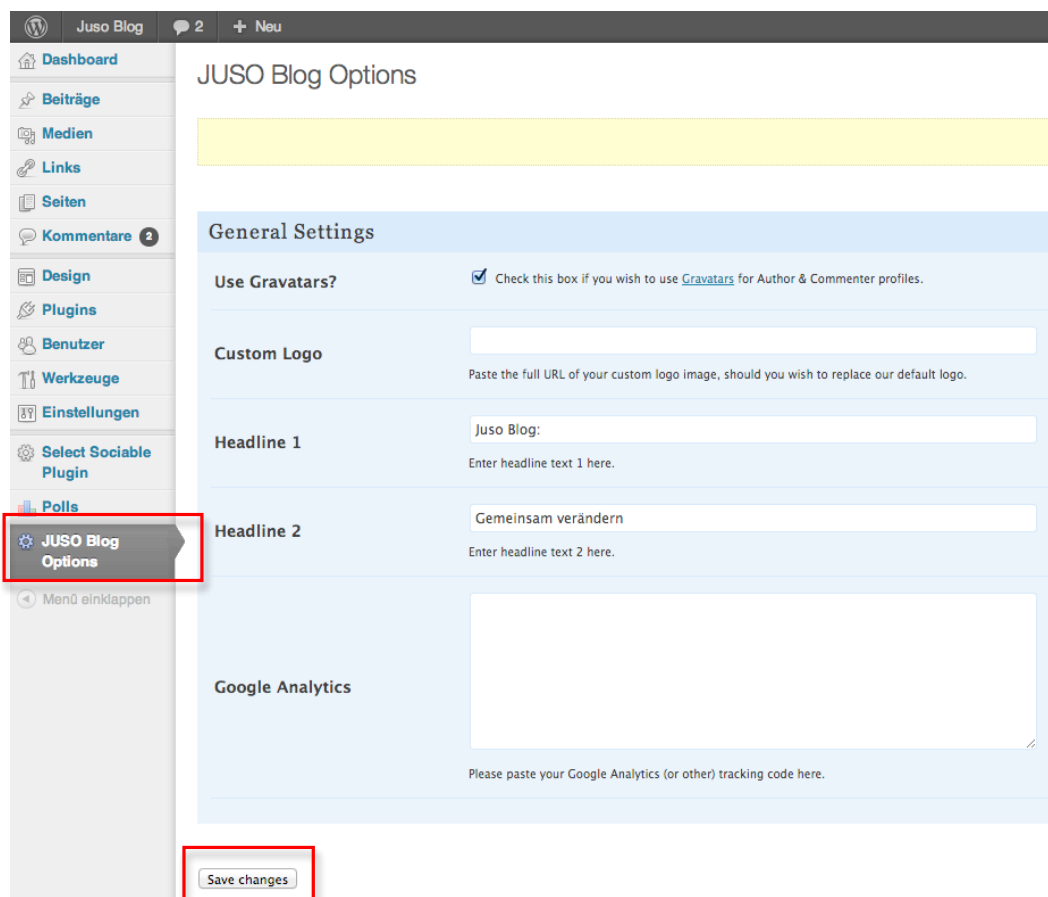 Juso Blog 2 + Neu
Dashboard
Beiträge
Medien
Links
Seiten
Kommentare 2
Design
Plugins
Benutzer
Werkzeuge
Einstellungen
Select Sociable
Plugin
Polls
JUSO Blog
Options
Menü einklappen
JUSO Blog Options
General Settings
Use Gravatars?
Check this box if you wish to use Gravatars for Author & Commenter profiles.
Custom Logo
Paste the full URL of your custom logo image, should you wish to replace our default logo.
Headline 1
Juso Blog:
Enter headline text 1 here.
Headline 2
Gemeinsam verändern
Enter headline text 2 here.
Google Analytics
Please paste your Google Analytics (or other) tracking code here.
Save changes